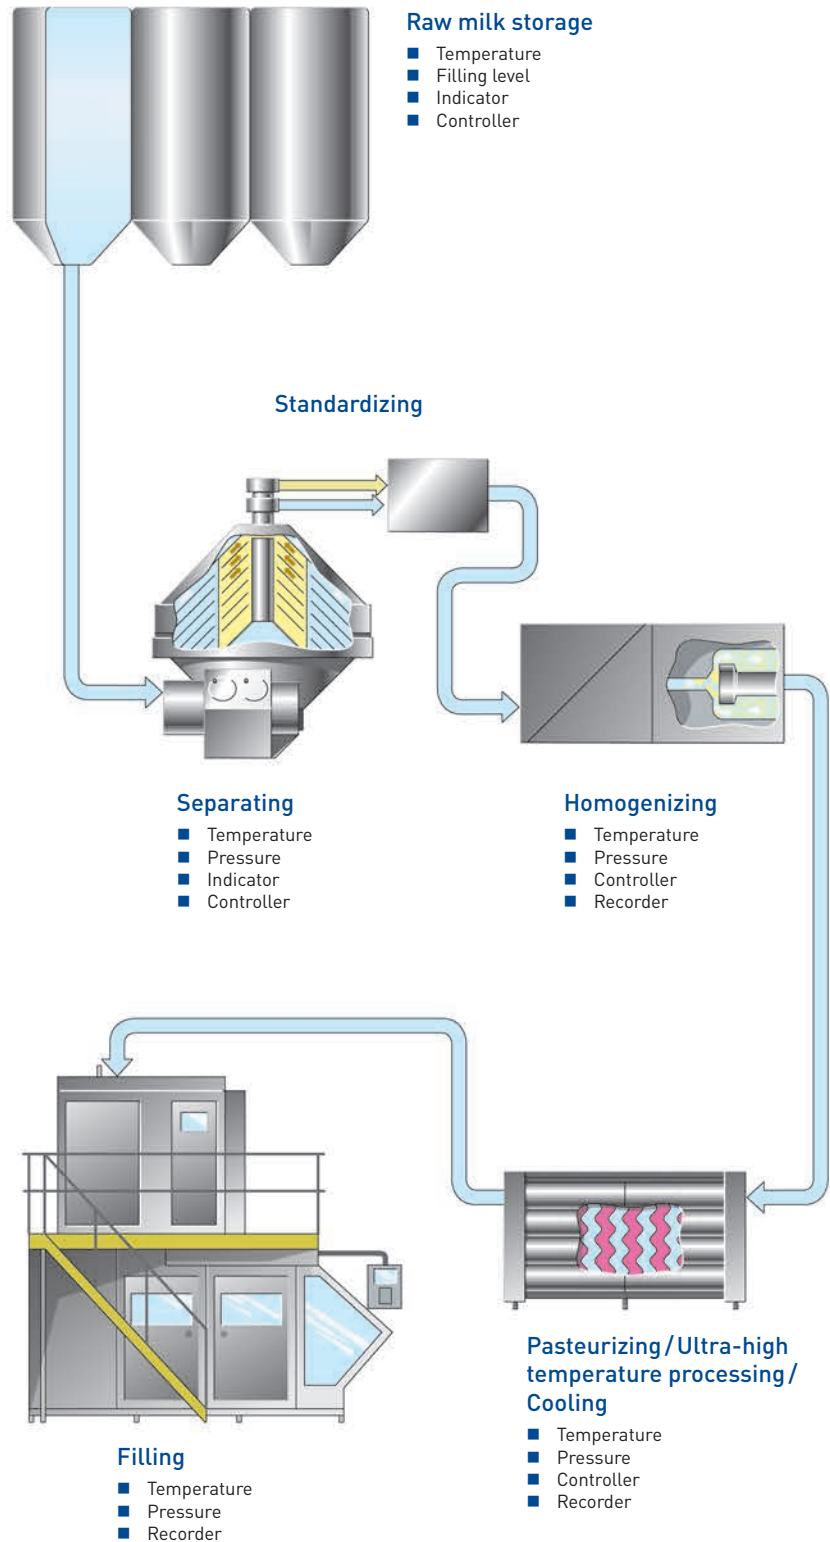 Raw milk storage
Temperature
Filling level
Indicator
Controller
Standardizing
Separating
Temperature
Pressure
Indicator
Controller
Homogenizing
Temperature
Pressure
Controller
Recorder
Pasteurizing / Ultra-high
temperature processing /
Cooling
Temperature
Pressure
Controller
Recorder
Filling
Temperature
Pressure
Recorder